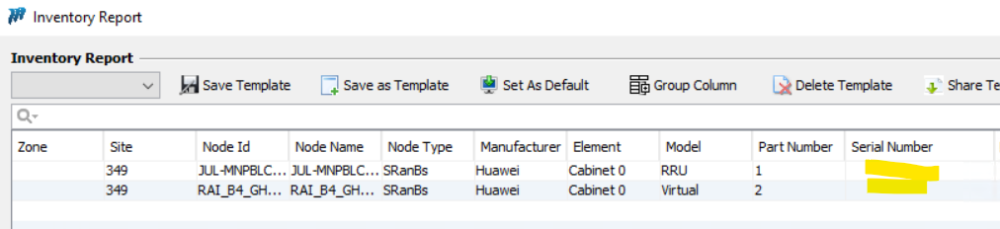 Inventory Report
Inventory Report
Save Template Save as Template Set As Default Group Column Delete Template Share Te
Zone Site Node Id Node Name Node Type Manufacturer Element Model Part Number Serial Number
349 JUL-MNPBLC... JUL-MNPBLC... SRanBs Huawei Cabinet 0 RRU 1
349 RAI_B4_GH... RAI_B4_GH... SRanBs Huawei Cabinet 0 Virtual 2